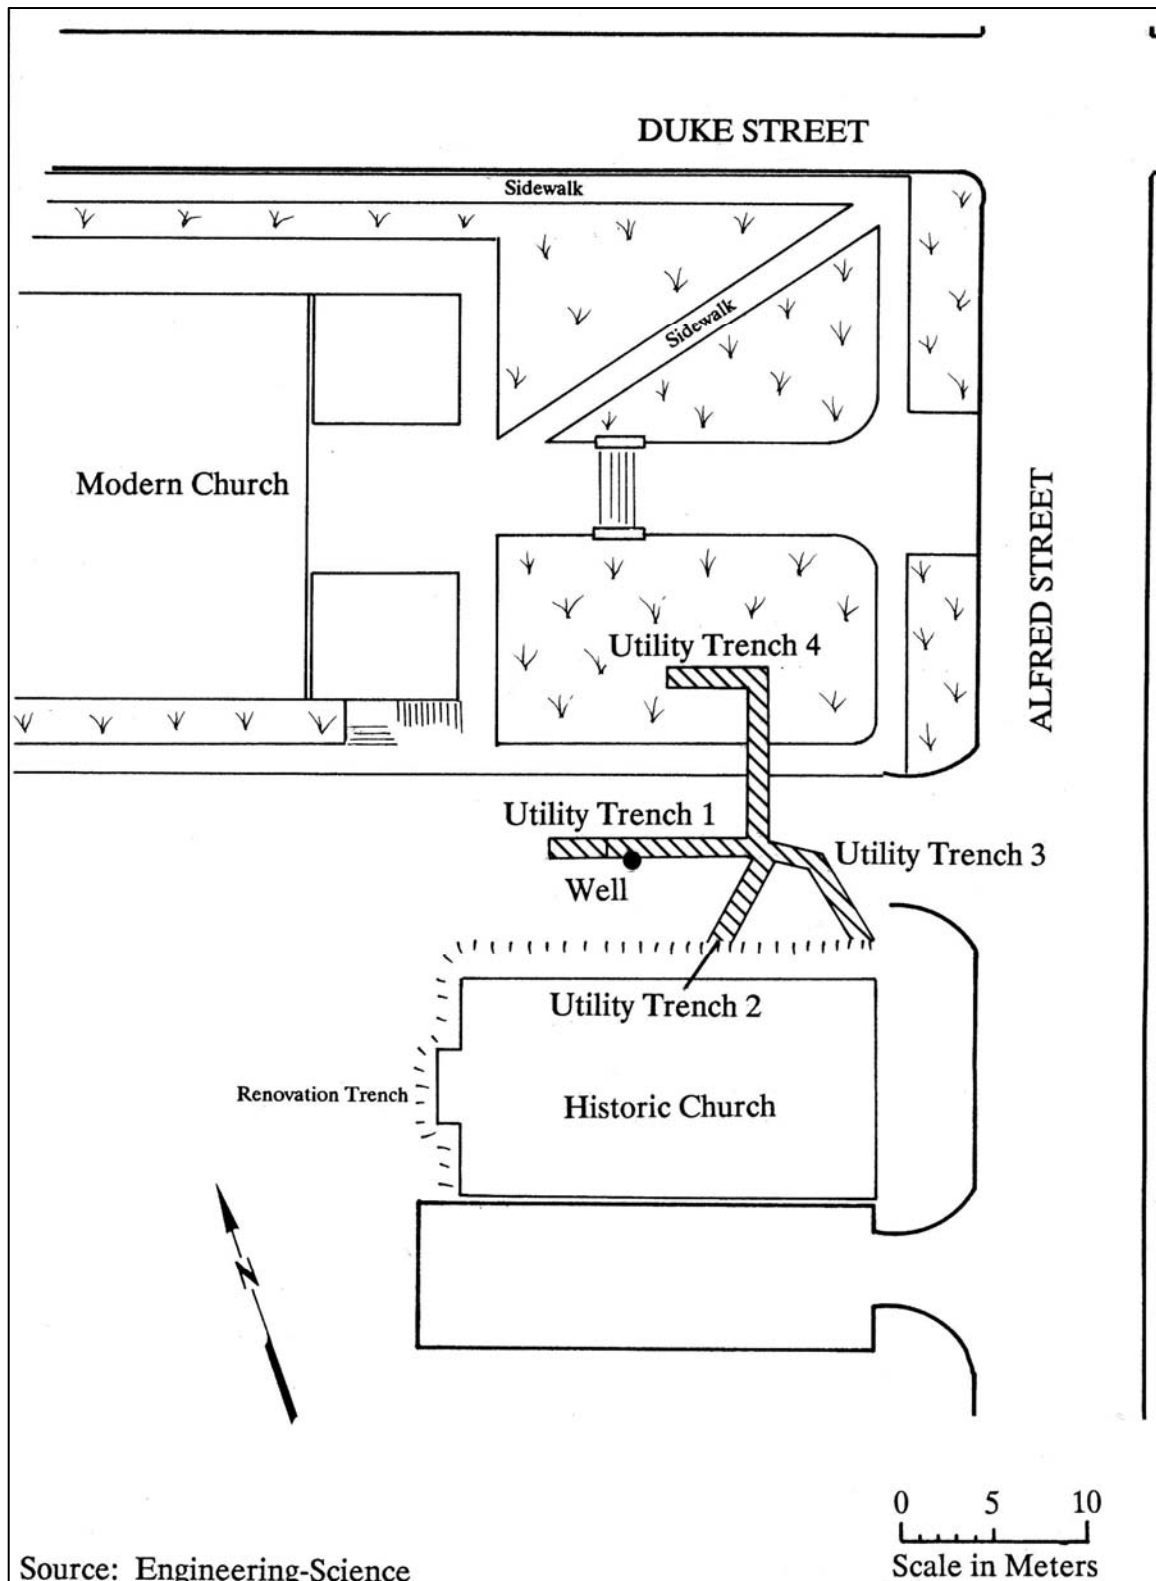 DUKE STREET
Sidewalk
Sidewalk
Modern Church
ALFRED STREET
Utility Trench 4
Utility Trench 1
Utility Trench 3
Well
Utility Trench 2
Renovation Trench
Historic Church
N
0 5 10
Scale in Meters
Source: Engineering-Science